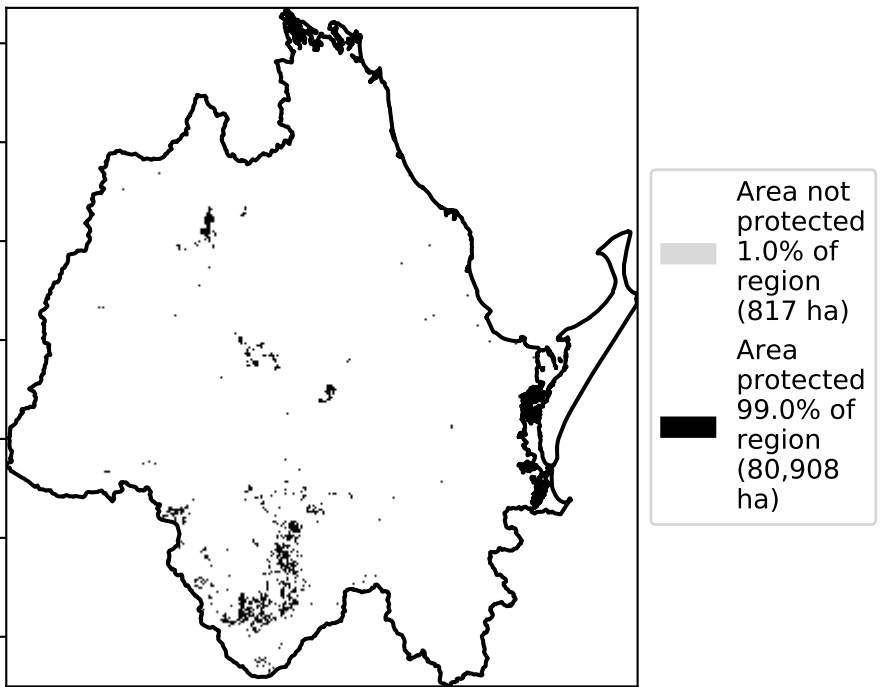 Area not
protected
1.0% of
region
(817 ha)
Area
protected
99.0% of
region
(80,908
ha)